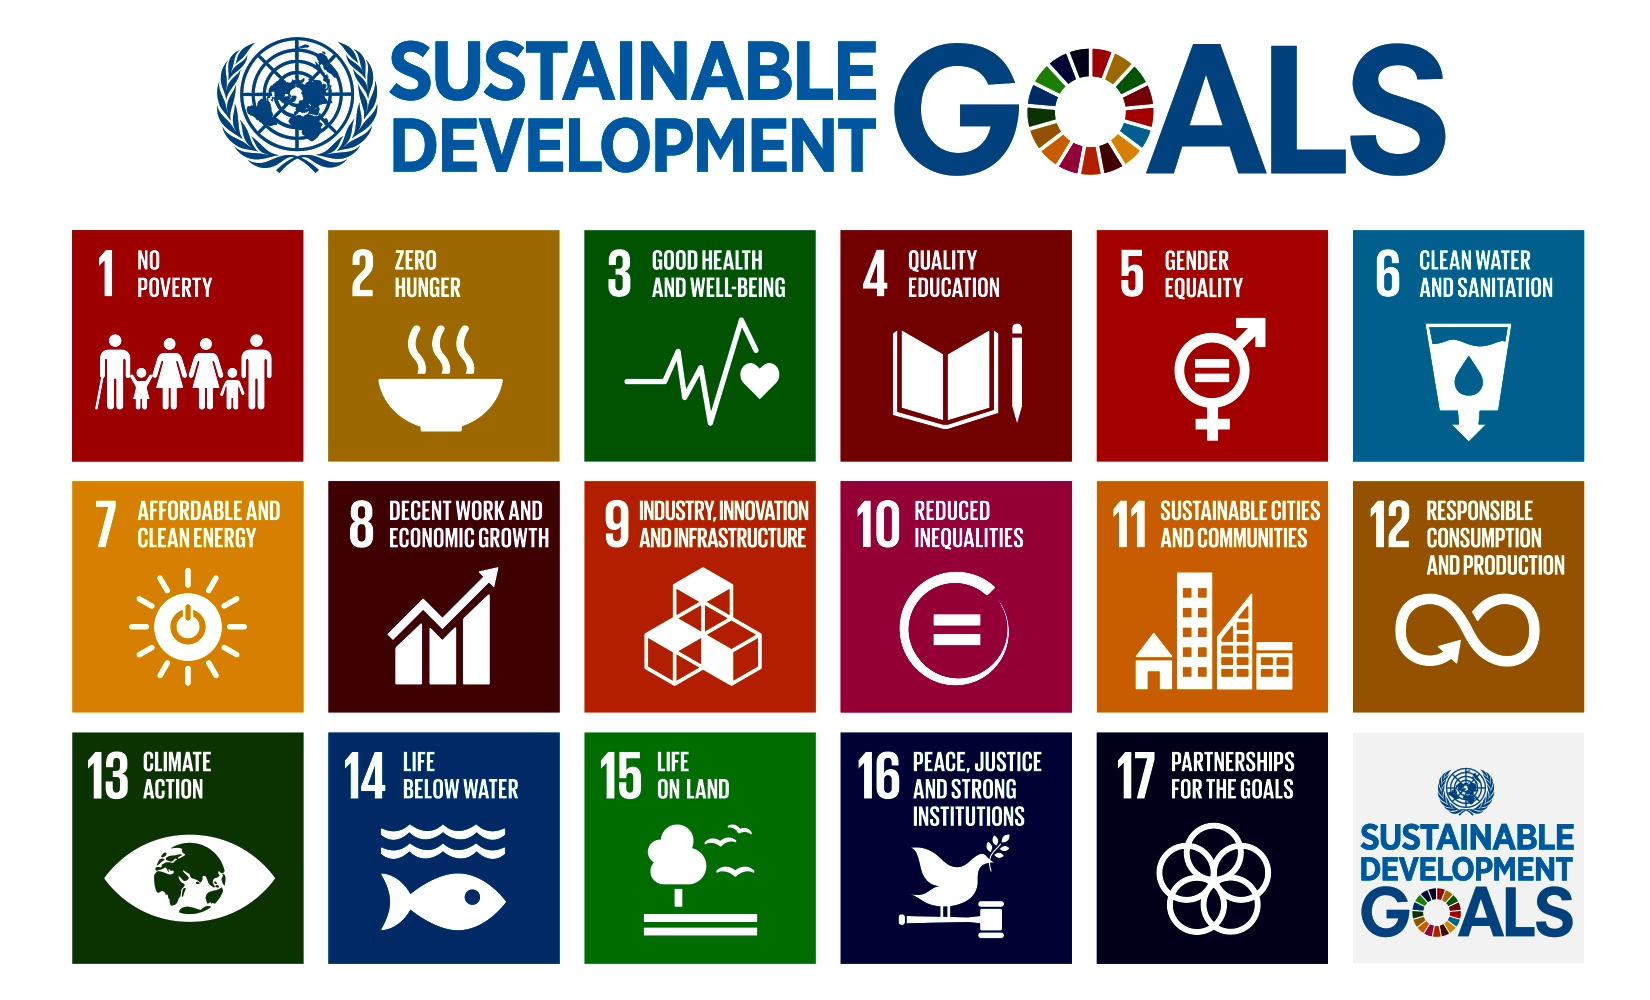 SUSTAINABLE
DEVELOPMENT
GOALS
1 NO
POVERTY
2 ZERO
HUNGER
3 GOOD HEALTH
AND WELL-BEING
4 QUALITY
EDUCATION
5 GENDER
EQUALITY
6 CLEAN WATER
AND SANITATION
7 AFFORDABLE AND
CLEAN ENERGY
8 DECENT WORK AND
ECONOMIC GROWTH
9 INDUSTRY, INNOVATION
AND INFRASTRUCTURE
10 REDUCED
INEQUALITIES
11 SUSTAINABLE CITIES
AND COMMUNITIES
12 RESPONSIBLE
CONSUMPTION
AND PRODUCTION
13 CLIMATE
ACTION
14 LIFE
BELOW WATER
15 LIFE
ON LAND
16 PEACE, JUSTICE
AND STRONG
INSTITUTIONS
17 PARTNERSHIPS
FOR THE GOALS
SUSTAINABLE
DEVELOPMENT
GOALS